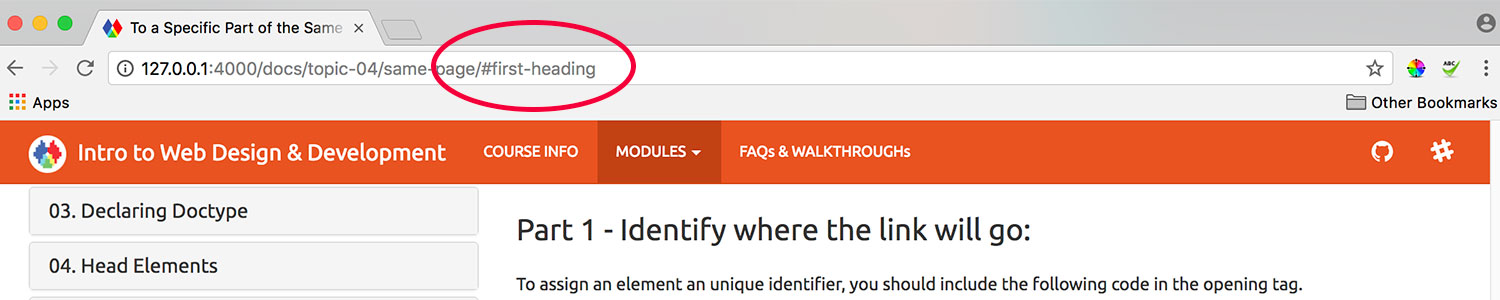 To a Specific Part of the Same
127.0.0.1:4000/docs/topic-04/same-page/#first-heading
ABC
Apps
Other Bookmarks
Intro to Web Design & Development
COURSE INFO
MODULES
FAQs & WALKTHROUGHs
03. Declaring Doctype
04. Head Elements
Part 1 - Identify where the link will go:
To assign an element an unique identifier, you should include the following code in the opening tag.